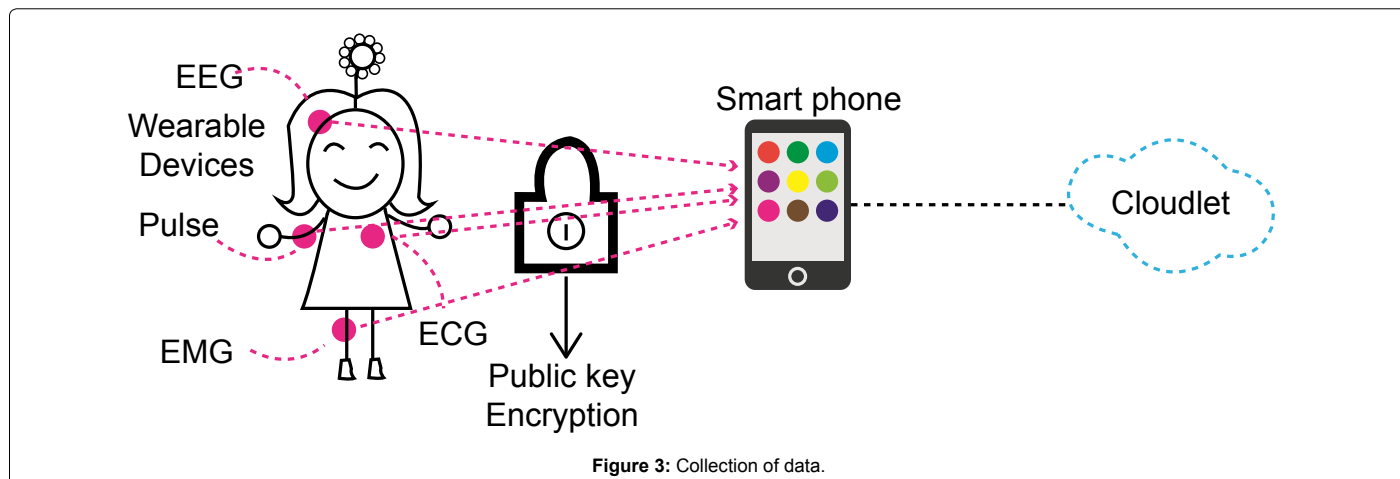 EEG
Wearable
Devices
Pulse
EMG
ECG
Public key
Encryption
Smart phone
Cloudlet
Figure 3: Collection of data.